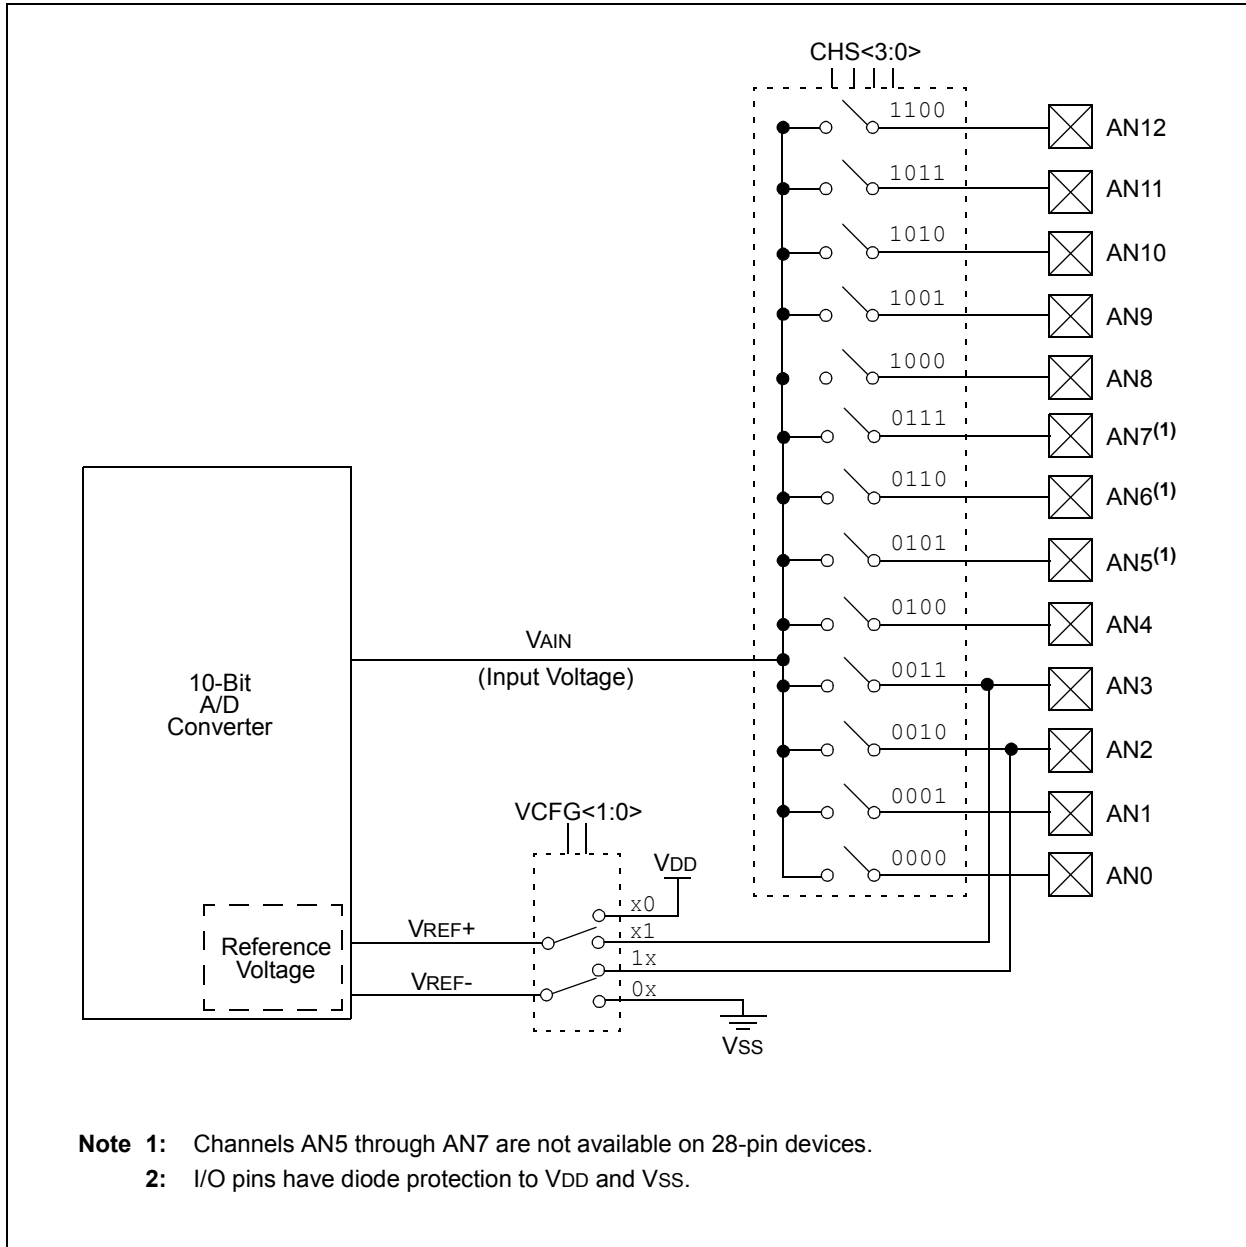 CHS<3:0>
1100 AN12
1011 AN11
1010 AN10
1001 AN9
1000 AN8
0111 AN7(1)
0110 AN6(1)
0101 AN5(1)
0100 AN4
VAIN
(Input Voltage)
0011 AN3
10-Bit
A/D
Converter
0010 AN2
0001 AN1
VCFG<1:0>
0000 AN0
VDD
x0
VREF+
x1
Reference
Voltage
1x
VREF-
0x
VSS
Note 1: Channels AN5 through AN7 are not available on 28-pin devices.
2: I/O pins have diode protection to VDD and VSS.